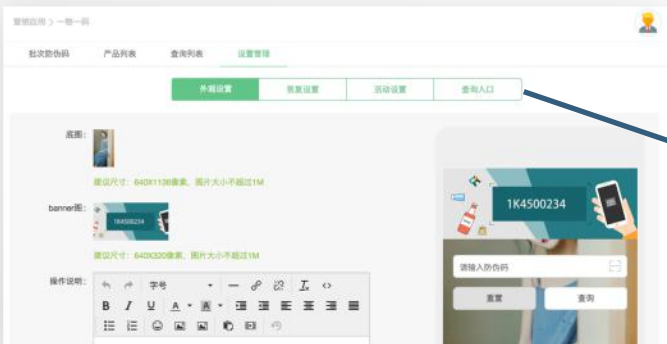 营销应用 > 一物一码
批次防伪码 产品列表 查询列表 设置管理
外观设置 答复设置 活动设置 查询入口
底图:
建议尺寸: 640X1136像素, 图片大小不超过1M
banner图:
1K4500234
建议尺寸: 640X320像素, 图片大小不超过1M
操作说明:
字号
B I U A A
1K4500234
请输入防伪码
重置 查询